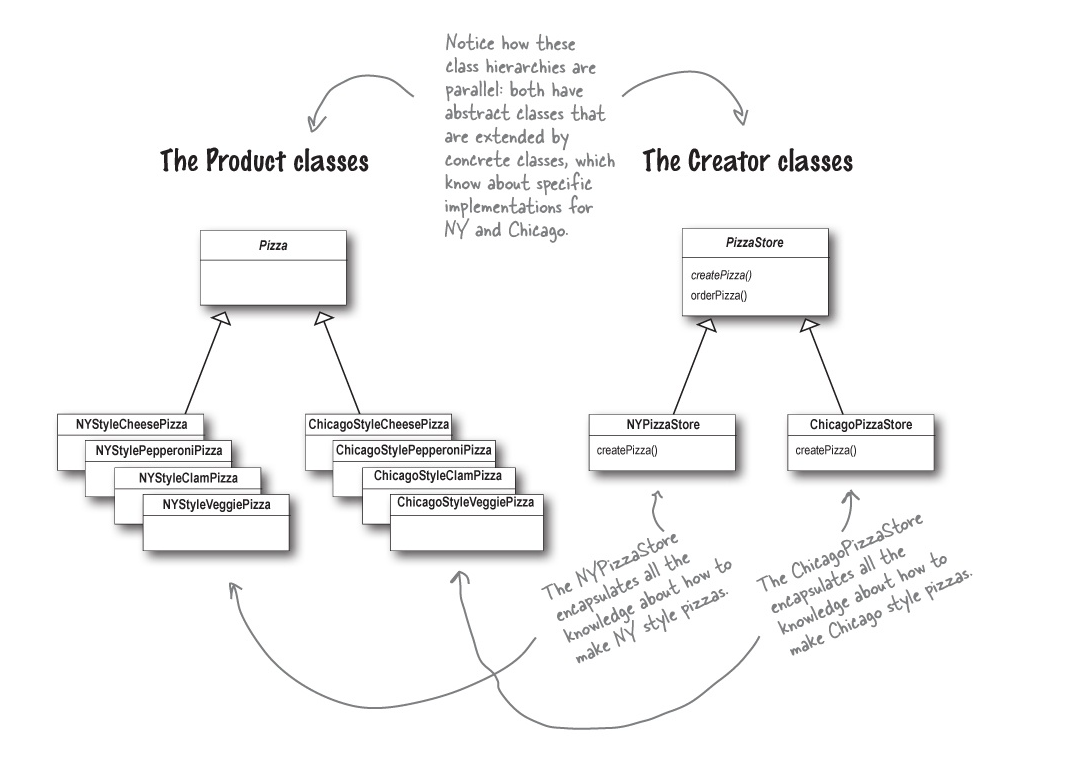 Notice how these
class hierarchies are
parallel: both have
abstract classes that
are extended by
concrete classes, which
know about specific
implementations for
NY and Chicago.
The Product classes
The Creator classes
Pizza
PizzaStore
createPizza()
orderPizza()
NYStyleCheesePizza
NYStylePepperoniPizza
NYStyleClamPizza
NYStyleVeggiePizza
ChicagoStyleCheesePizza
ChicagoStylePepperoniPizza
ChicagoStyleClamPizza
ChicagoStyleVeggiePizza
NYPizzaStore
createPizza()
ChicagoPizzaStore
createPizza()
The NYPizzaStore
encapsulates all the
knowledge about how to
make NY style pizzas.
The ChicagoPizzaStore
encapsulates all the
knowledge about how to
make Chicago style pizzas.